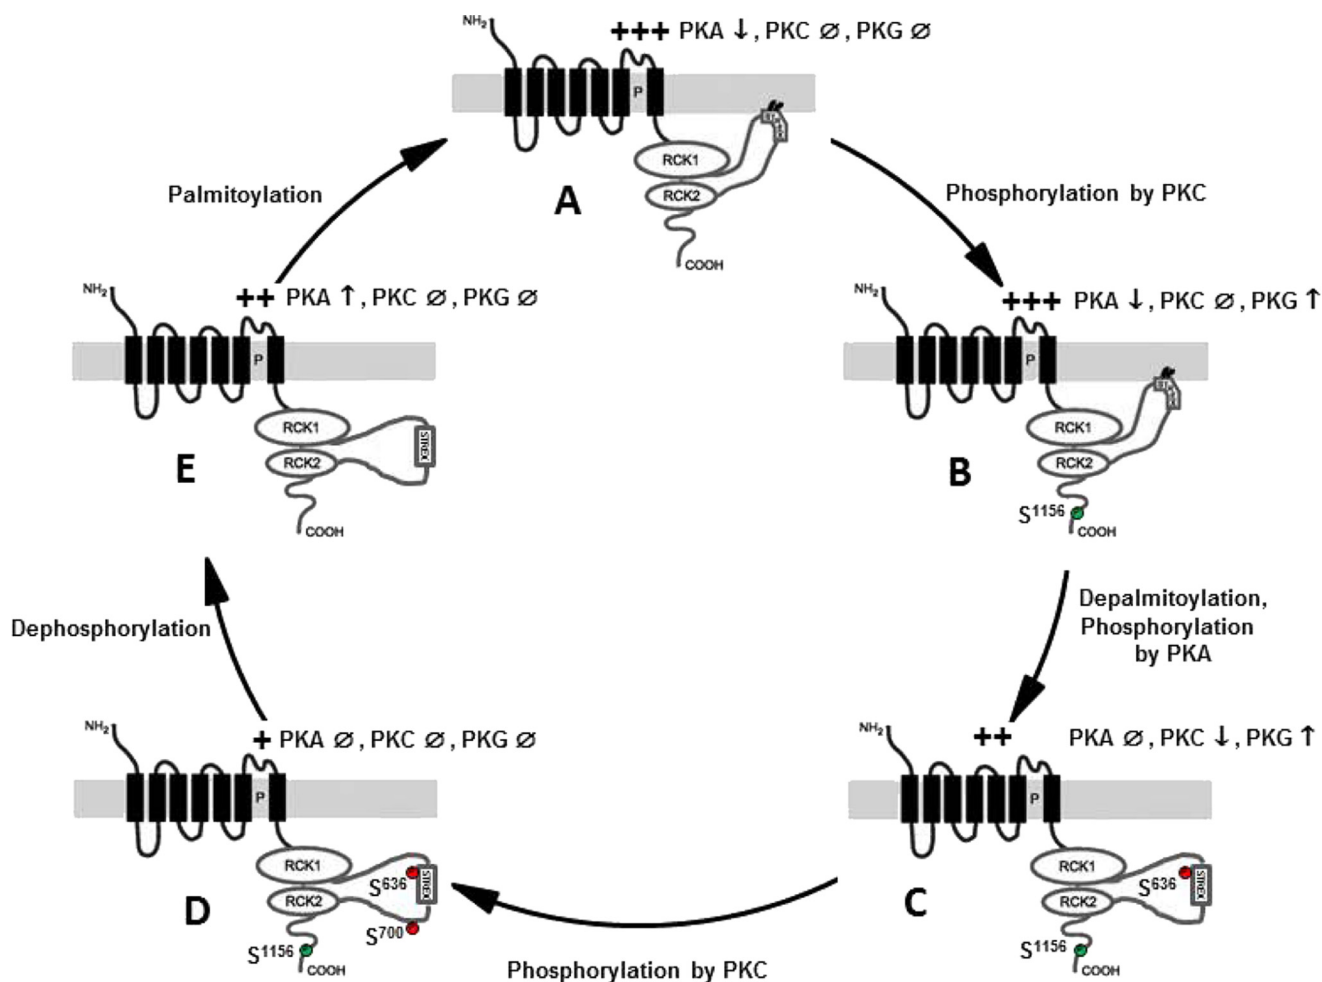 NH2
+++ PKA ↓, PKC ∅, PKG ∅
P
RCK1
RCK2
A
COOH
Palmitoylation
Phosphorylation by PKC
NH2
++ PKA ↑, PKC ∅, PKG ∅
P
RCK1
STREX
RCK2
E
COOH
NH2
+++ PKA ↓, PKC ∅, PKG ↑
P
RCK1
RCK2
B
S1156
COOH
Dephosphorylation
Depalmitoylation,
Phosphorylation
by PKA
NH2
+ PKA ∅, PKC ∅, PKG ∅
P
RCK1
S636
STREX
RCK2
D
S700
S1156
COOH
NH2
++ PKA ∅, PKC ↓, PKG ↑
P
RCK1
S636
STREX
RCK2
C
S1156
COOH
Phosphorylation by PKC